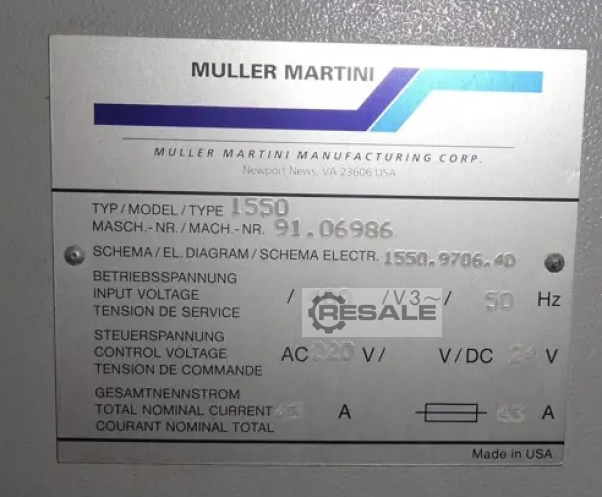 MULLER MARTINI
MULLER MARTINI MANUFACTURING CORP.
Newport News, VA 23606 USA
TYP/MODEL/TYPE 1550
MASCH.-NR./MACH.-NR. 91.06986
SCHEMA/EL.DIAGRAM/SCHEMA ELECTR. 1550.9706.4D
BETRIEBSSPANNUNG
INPUT VOLTAGE / /V3~/ 50 Hz
TENSION DE SERVICE
RESALE
STEUERSPANNUNG
CONTROL VOLTAGE AC 220 V/ V/DC 24 V
TENSION DE COMMANDE
GESAMTNENNSTROM
TOTAL NOMINAL CURRENT A 63 A
COURANT NOMINAL TOTAL
Made in USA